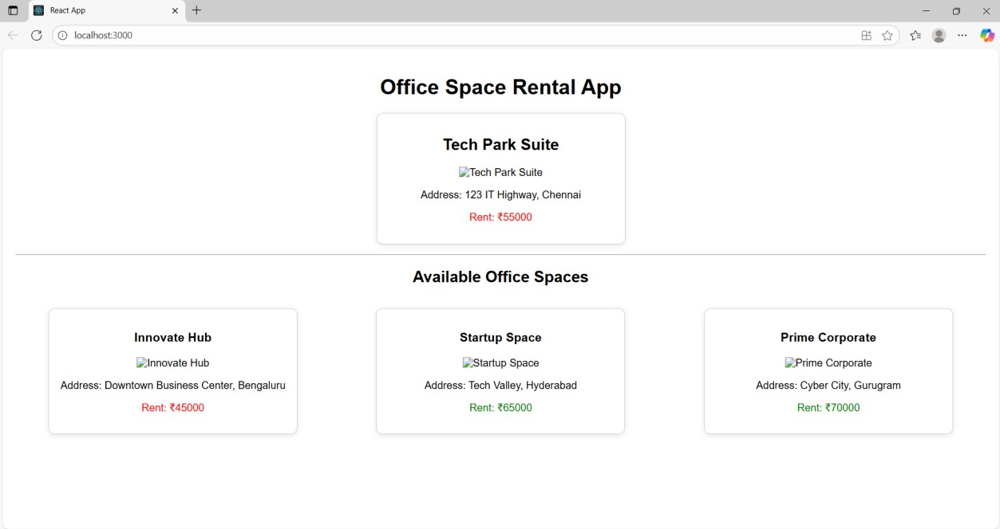 React App
localhost:3000
Office Space Rental App
Tech Park Suite
Tech Park Suite
Address: 123 IT Highway, Chennai
Rent: ₹55000
Available Office Spaces
Innovate Hub
Innovate Hub
Address: Downtown Business Center, Bengaluru
Rent: ₹45000
Startup Space
Startup Space
Address: Tech Valley, Hyderabad
Rent: ₹65000
Prime Corporate
Prime Corporate
Address: Cyber City, Gurugram
Rent: ₹70000